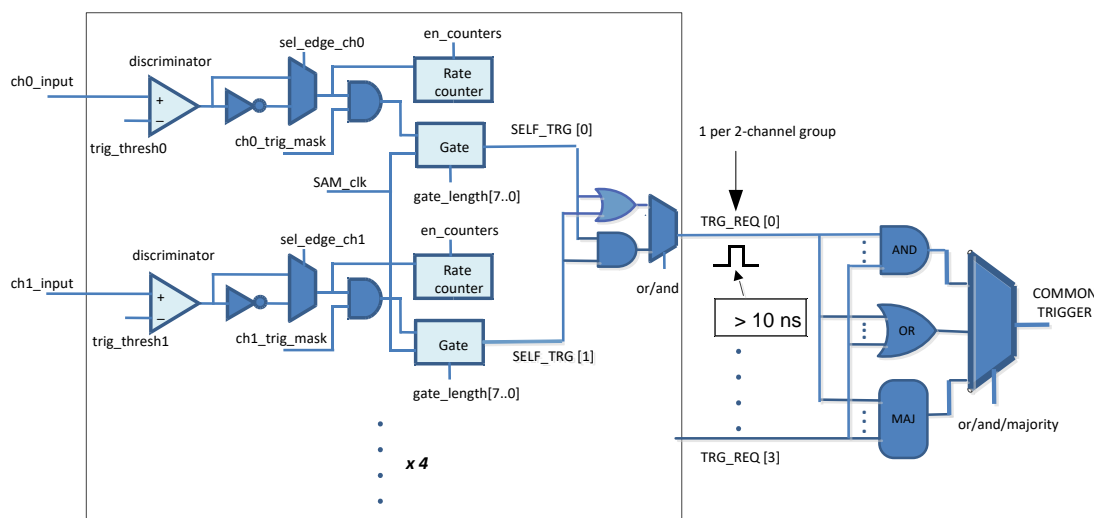 en_counters
sel_edge_ch0
discriminator
ch0_input
+
−
Rate
counter
trig_thresh0
ch0_trig_mask
Gate
SELF_TRG [0]
1 per 2-channel group
SAM_clk
gate_length[7..0]
TRG_REQ [0]
en_counters
sel_edge_ch1
discriminator
ch1_input
+
−
Rate
counter
or/and
AND
> 10 ns
COMMON
TRIGGER
trig_thresh1
ch1_trig_mask
Gate
SELF_TRG [1]
OR
gate_length[7..0]
MAJ
or/and/majority
x 4
TRG_REQ [3]